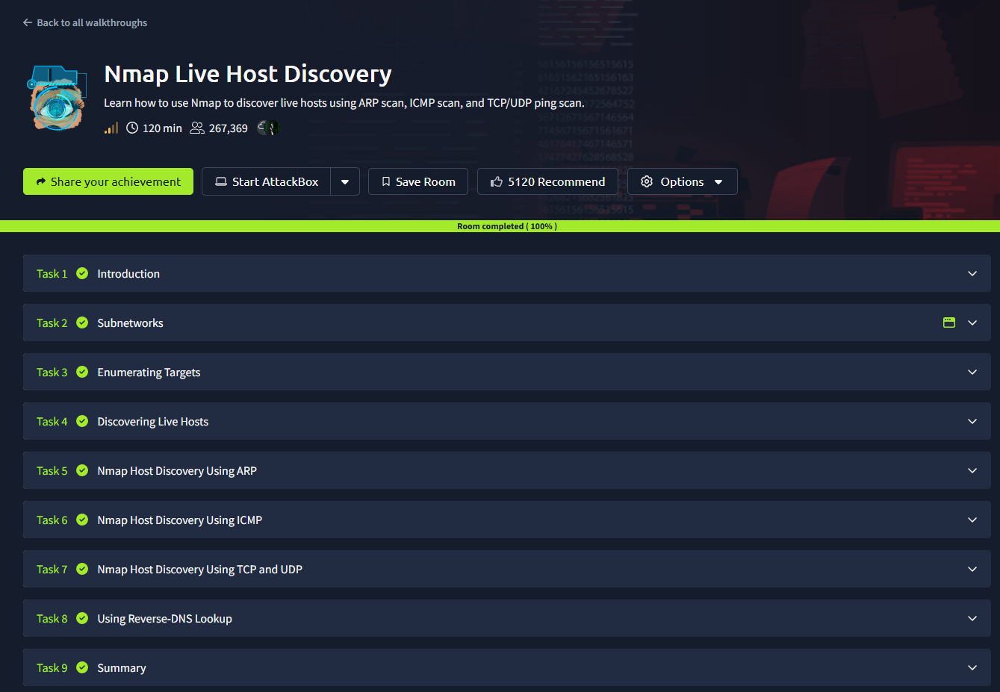 Back to all walkthroughs
Nmap Live Host Discovery
Learn how to use Nmap to discover live hosts using ARP scan, ICMP scan, and TCP/UDP ping scan.
120 min 267,369
Share your achievement Start AttackBox Save Room 5120 Recommend Options
Room completed ( 100% )
Task 1 Introduction
Task 2 Subnetworks
Task 3 Enumerating Targets
Task 4 Discovering Live Hosts
Task 5 Nmap Host Discovery Using ARP
Task 6 Nmap Host Discovery Using ICMP
Task 7 Nmap Host Discovery Using TCP and UDP
Task 8 Using Reverse-DNS Lookup
Task 9 Summary